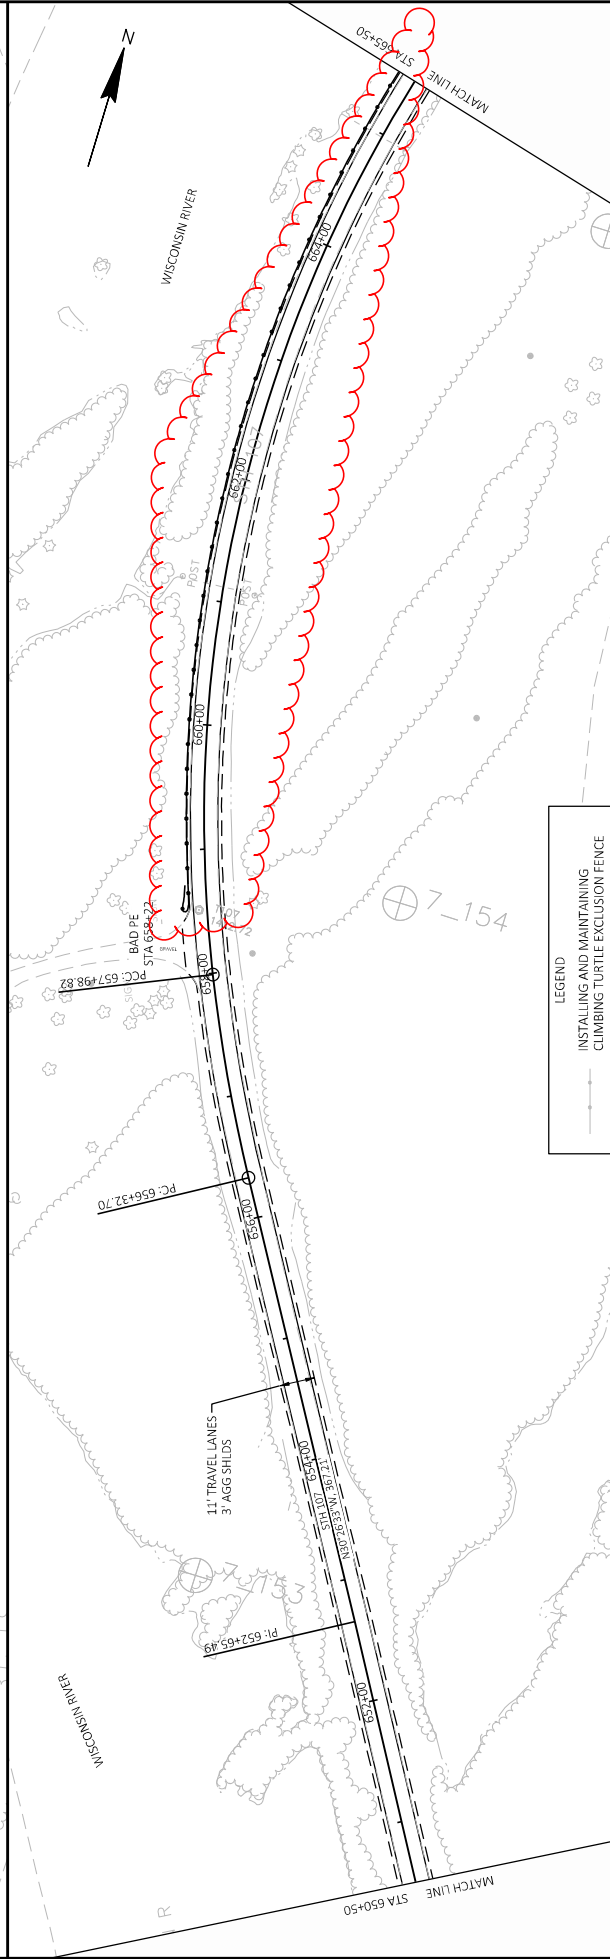 N
STA 665+50
MATCH LINE
WISCONSIN RIVER
664+00
STH 107
662+00
POST
POST
660+00
BAD PE
STA 658+22
GRAVEL
7_154
658+00
PCC: 657+98.82
LEGEND
INSTALLING AND MAINTAINING
CLIMBING TURTLE EXCLUSION FENCE
PC: 656+32.70
656+00
11' TRAVEL LANES
3' AGG SHLDS
654+00
STH 107
N30°26'33"W, 367.21'
7_153
PI: 652+65.49
WISCONSIN RIVER
652+00
R
STA 650+50
MATCH LINE